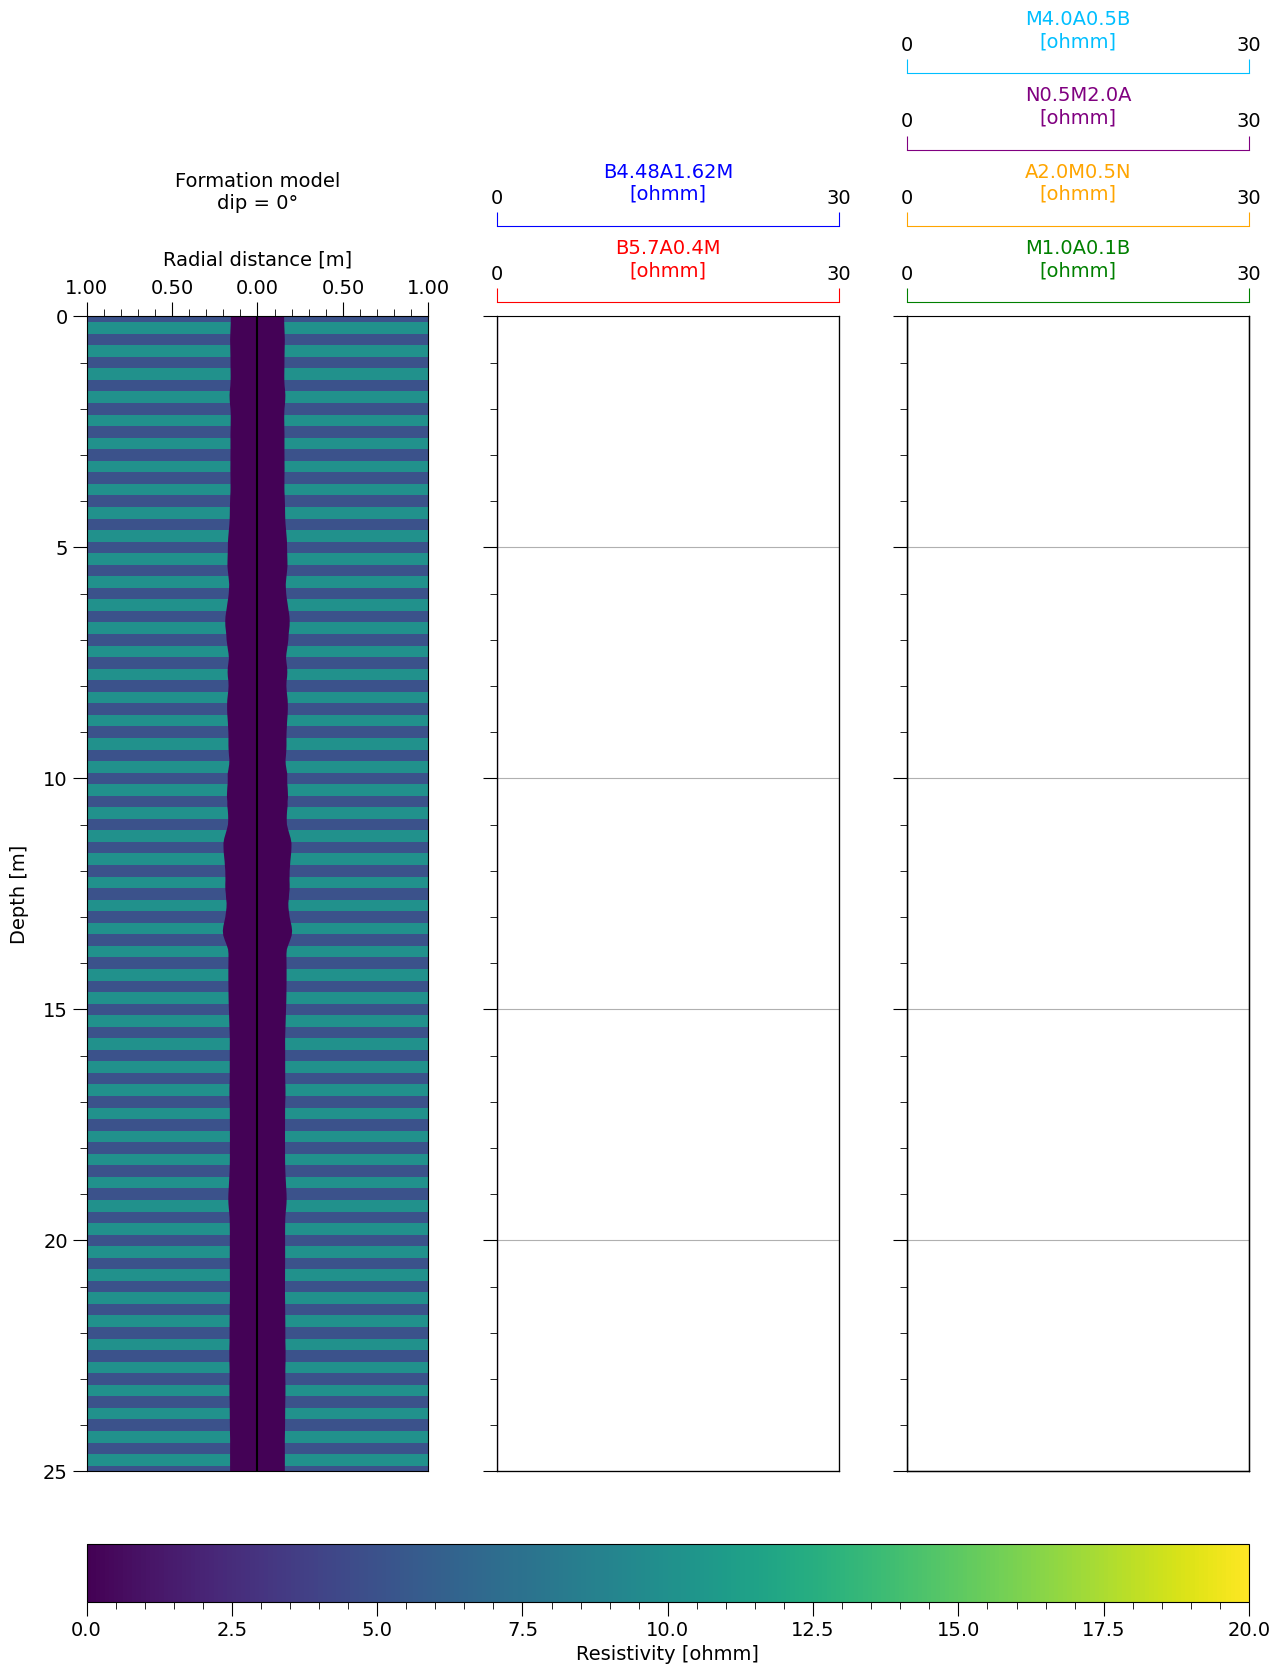 M4.0A0.5B
[ohmm]
0 30
N0.5M2.0A
[ohmm]
0 30
Formation model
dip = 0°
B4.48A1.62M
[ohmm]
0 30
A2.0M0.5N
[ohmm]
0 30
Radial distance [m]
1.00 0.50 0.00 0.50 1.00
B5.7A0.4M
[ohmm]
0 30
M1.0A0.1B
[ohmm]
0 30
0
5
10
15
20
25
Depth [m]
0.0 2.5 5.0 7.5 10.0 12.5 15.0 17.5 20.0
Resistivity [ohmm]